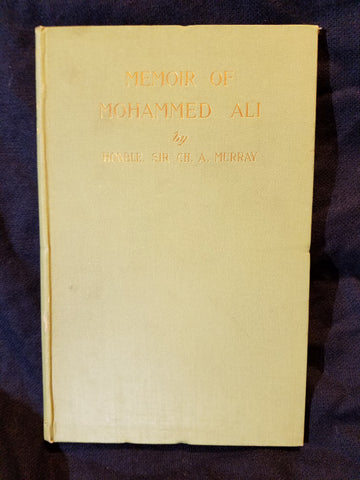 MEMOIR OF
MOHAMMED ALI
by
HONBLE. SIR CH. A. MURRAY